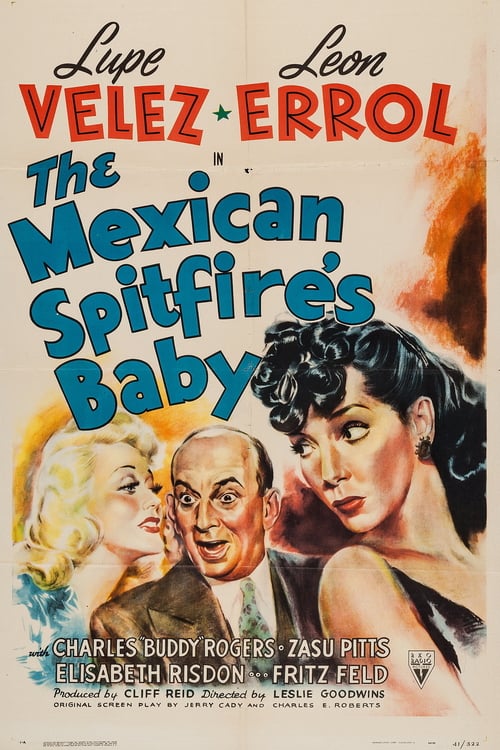 Lupe Leon
VELEZ ★ ERROL
IN
The
Mexican
Spitfire's
Baby
with CHARLES "BUDDY" ROGERS • ZASU PITTS
ELISABETH RISDON ••• FRITZ FELD
Produced by CLIFF REID Directed by LESLIE GOODWINS
ORIGINAL SCREEN PLAY BY JERRY CADY AND CHARLES E. ROBERTS
RKO
RADIO
41/522